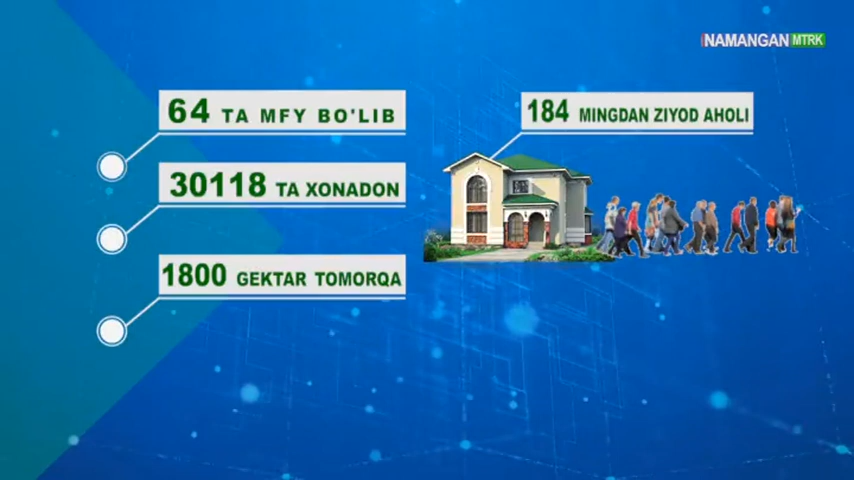 NAMANGAN MTRK
64 TA MFY BO'LIB
30118 TA XONADON
1800 GEKTAR TOMORQA
184 MINGDAN ZIYOD AHOLI